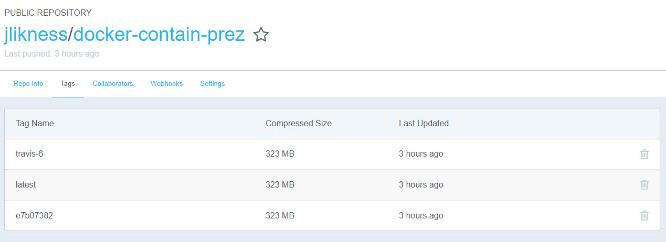 PUBLIC REPOSITORY
jlikness/docker-contain-prez
Last pushed: 3 hours ago
Repo Info Tags Collaborators Webhooks Settings
Tag Name Compressed Size Last Updated
travis-6 323 MB 3 hours ago
latest 323 MB 3 hours ago
e7b07382 323 MB 3 hours ago